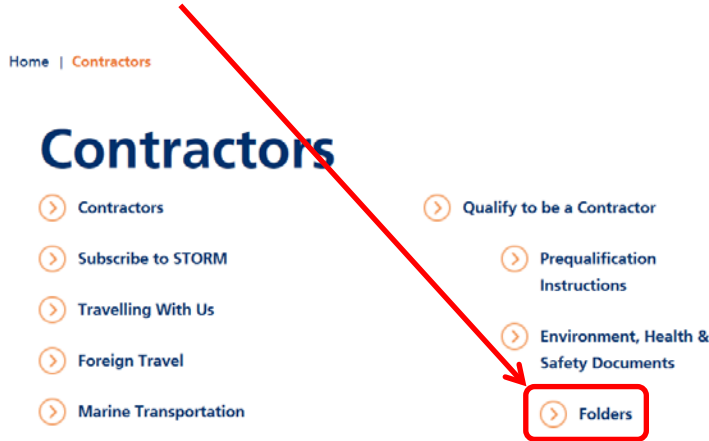 Home | Contractors
Contractors
Contractors
Subscribe to STORM
Travelling With Us
Foreign Travel
Marine Transportation
Qualify to be a Contractor
Prequalification
Instructions
Environment, Health &
Safety Documents
Folders